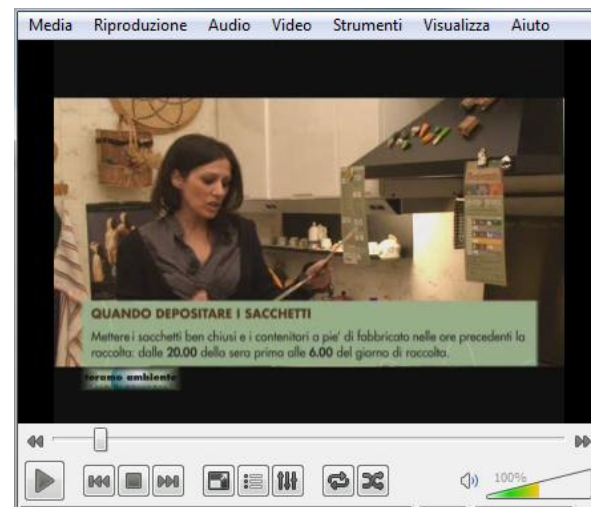 Media Riproduzione Audio Video Strumenti Visualizza Aiuto
QUANDO DEPOSITARE I SACCHETTI
Mettere i sacchetti ben chiusi e i contenitori a pie' di fabbricato nelle ore precedenti la
raccolta: dalle 20.00 della sera prima alle 6.00 del giorno di raccolta.
teramo ambiente
100%